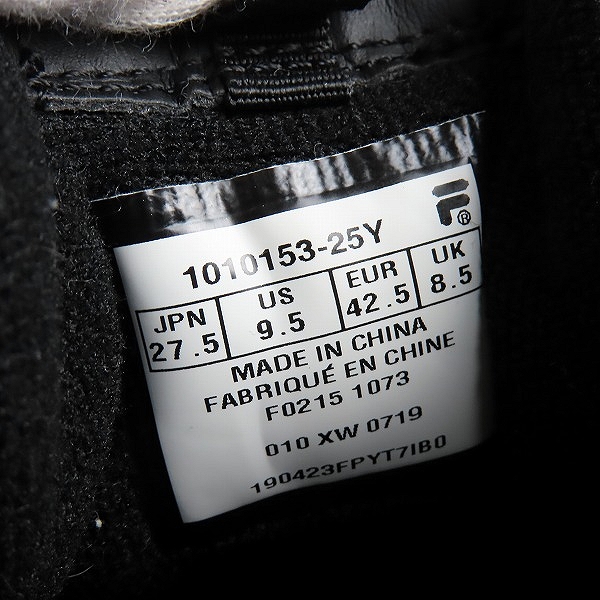 F®
1010153-25Y
JPN US EUR UK
27.5 9.5 42.5 8.5
MADE IN CHINA
FABRIQUÉ EN CHINE
F0215 1073
010 XW 0719
190423FPYT7IB0